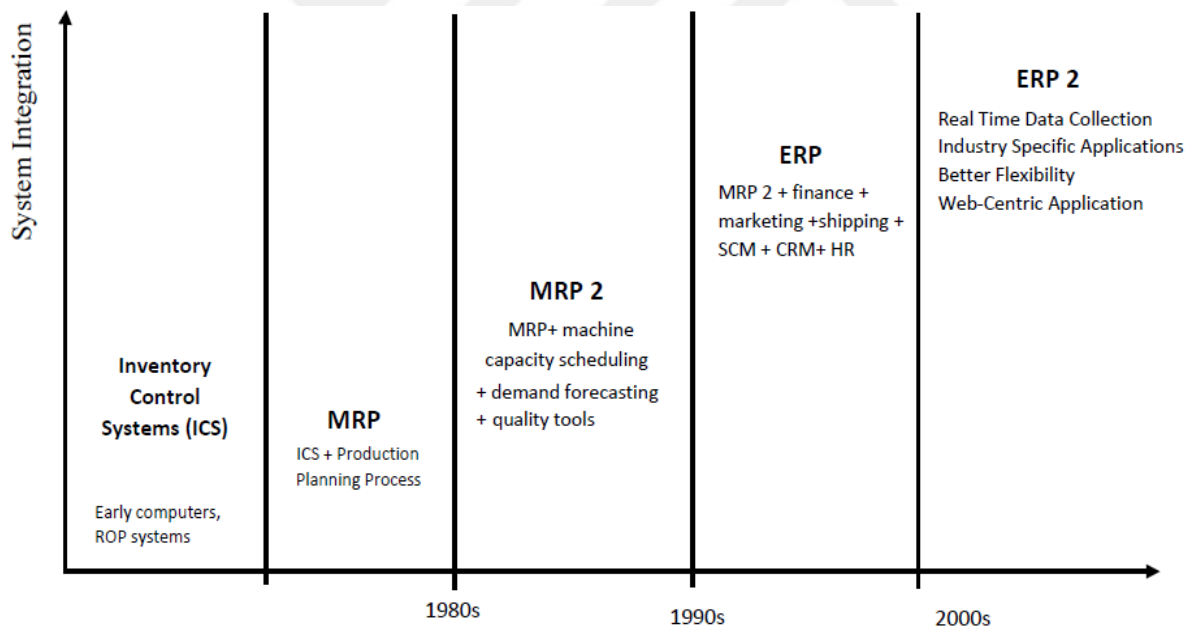 System Integration
Inventory
Control
Systems (ICS)
Early computers,
ROP systems
MRP
ICS + Production
Planning Process
MRP 2
MRP+ machine
capacity scheduling
+ demand forecasting
+ quality tools
ERP
MRP 2 + finance +
marketing +shipping +
SCM + CRM+ HR
ERP 2
Real Time Data Collection
Industry Specific Applications
Better Flexibility
Web-Centric Application
1980s
1990s
2000s